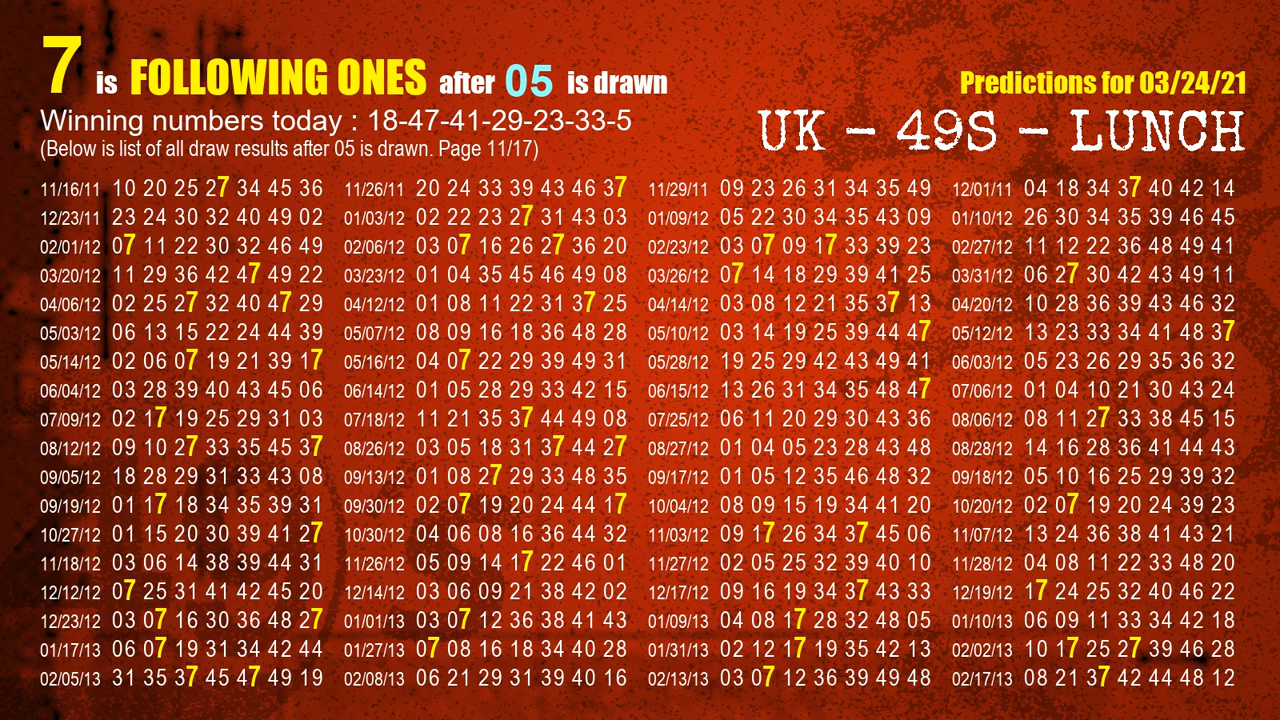 7 is FOLLOWING ONES after 05 is drawn
Predictions for 03/24/21
Winning numbers today : 18-47-41-29-23-33-5
UK - 49S - LUNCH
(Below is list of all draw results after 05 is drawn. Page 11/17)
11/16/11 10 20 25 27 34 45 36 11/26/11 20 24 33 39 43 46 37 11/29/11 09 23 26 31 34 35 49 12/01/11 04 18 34 37 40 42 14
12/23/11 23 24 30 32 40 49 02 01/03/12 02 22 23 27 31 43 03 01/09/12 05 22 30 34 35 43 09 01/10/12 26 30 34 35 39 46 45
02/01/12 07 11 22 30 32 46 49 02/06/12 03 07 16 26 27 36 20 02/23/12 03 07 09 17 33 39 23 02/27/12 11 12 22 36 48 49 41
03/20/12 11 29 36 42 47 49 22 03/23/12 01 04 35 45 46 49 08 03/26/12 07 14 18 29 39 41 25 03/31/12 06 27 30 42 43 49 11
04/06/12 02 25 27 32 40 47 29 04/12/12 01 08 11 22 31 37 25 04/14/12 03 08 12 21 35 37 13 04/20/12 10 28 36 39 43 46 32
05/03/12 06 13 15 22 24 44 39 05/07/12 08 09 16 18 36 48 28 05/10/12 03 14 19 25 39 44 47 05/12/12 13 23 33 34 41 48 37
05/14/12 02 06 07 19 21 39 17 05/16/12 04 07 22 29 39 49 31 05/28/12 19 25 29 42 43 49 41 06/03/12 05 23 26 29 35 36 32
06/04/12 03 28 39 40 43 45 06 06/14/12 01 05 28 29 33 42 15 06/15/12 13 26 31 34 35 48 47 07/06/12 01 04 10 21 30 43 24
07/09/12 02 17 19 25 29 31 03 07/18/12 11 21 35 37 44 49 08 07/25/12 06 11 20 29 30 43 36 08/06/12 08 11 27 33 38 45 15
08/12/12 09 10 27 33 35 45 37 08/26/12 03 05 18 31 37 44 27 08/27/12 01 04 05 23 28 43 48 08/28/12 14 16 28 36 41 44 43
09/05/12 18 28 29 31 33 43 08 09/13/12 01 08 27 29 33 48 35 09/17/12 01 05 12 35 46 48 32 09/18/12 05 10 16 25 29 39 32
09/19/12 01 17 18 34 35 39 31 09/30/12 02 07 19 20 24 44 17 10/04/12 08 09 15 19 34 41 20 10/20/12 02 07 19 20 24 39 23
10/27/12 01 15 20 30 39 41 27 10/30/12 04 06 08 16 36 44 32 11/03/12 09 17 26 34 37 45 06 11/07/12 13 24 36 38 41 43 21
11/18/12 03 06 14 38 39 44 31 11/26/12 05 09 14 17 22 46 01 11/27/12 02 05 25 32 39 40 10 11/28/12 04 08 11 22 33 48 20
12/12/12 07 25 31 41 42 45 20 12/14/12 03 06 09 21 38 42 02 12/17/12 09 16 19 34 37 43 33 12/19/12 17 24 25 32 40 46 22
12/23/12 03 07 16 30 36 48 27 01/01/13 03 07 12 36 38 41 43 01/09/13 04 08 17 28 32 48 05 01/10/13 06 09 11 33 34 42 18
01/17/13 06 07 19 31 34 42 44 01/27/13 07 08 16 18 34 40 28 01/31/13 02 12 17 19 35 42 13 02/02/13 10 17 25 27 39 46 28
02/05/13 31 35 37 45 47 49 19 02/08/13 06 21 29 31 39 40 16 02/13/13 03 07 12 36 39 49 48 02/17/13 08 21 37 42 44 48 12